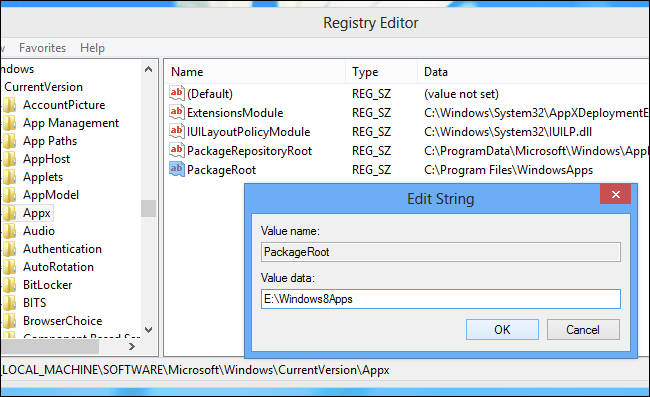 Registry Editor
Favorites Help
ndows
CurrentVersion
AccountPicture
App Management
App Paths
AppHost
Applets
AppModel
Appx
Audio
Authentication
AutoRotation
BitLocker
BITS
BrowserChoice
Name Type Data
(Default) REG_SZ (value not set)
ExtensionsModule REG_SZ C:\Windows\System32\AppXDeploymentE
IUILayoutPolicyModule REG_SZ C:\Windows\System32\IUILP.dll
PackageRepositoryRoot REG_SZ C:\ProgramData\Microsoft\Windows\Appl
PackageRoot REG_SZ C:\Program Files\WindowsApps
Edit String
Value name:
PackageRoot
Value data:
E:\Windows8Apps
OK Cancel
_LOCAL_MACHINE\SOFTWARE\Microsoft\Windows\CurrentVersion\Appx